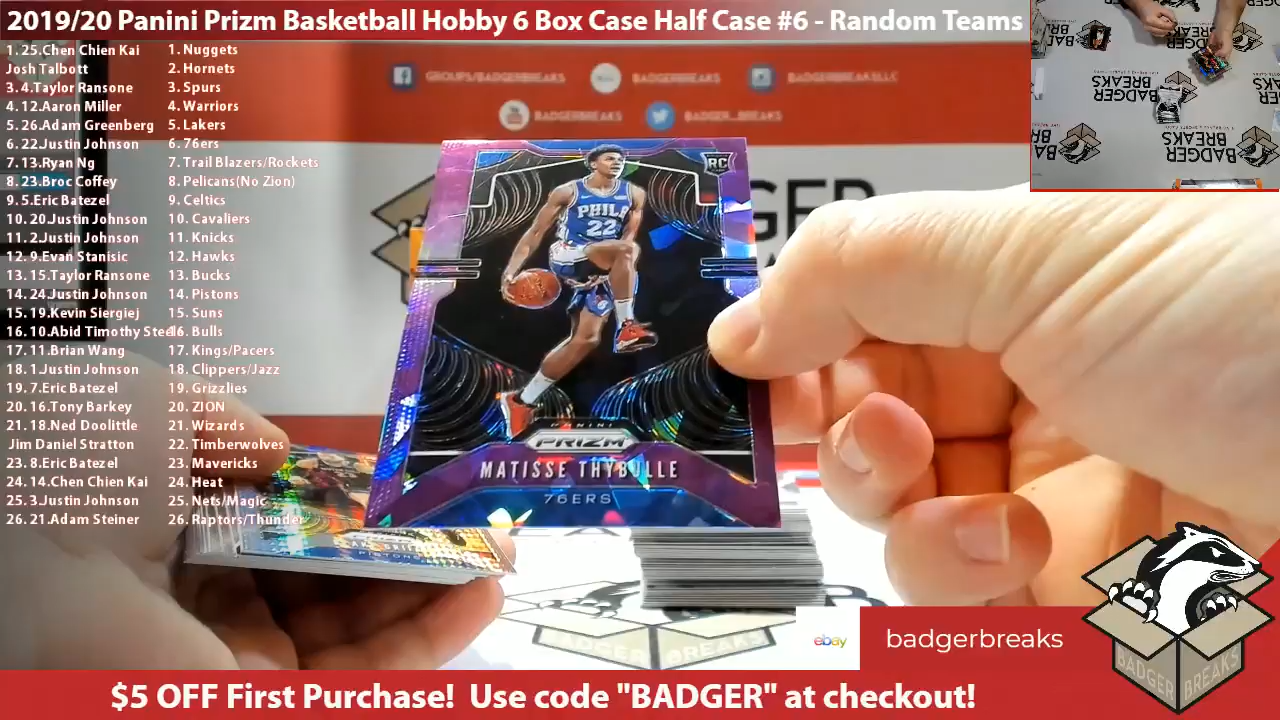 2019/20 Panini Prizm Basketball Hobby 6 Box Case Half Case #6 - Random Teams
1. 25.Chen Chien Kai
Josh Talbott
3. 4.Taylor Ransone
4. 12.Aaron Miller
5. 26.Adam Greenberg
6. 22.Justin Johnson
7. 13.Ryan Ng
8. 23.Broc Coffey
9. 5.Eric Batezel
10. 20.Justin Johnson
11. 2.Justin Johnson
12. 9.Evan Stanisic
13. 15.Taylor Ransone
14. 24.Justin Johnson
15. 19.Kevin Siergiej
16. 10.Abid Timothy
17. 11.Brian Wang
18. 1.Justin Johnson
19. 7.Eric Batezel
20. 16.Tony Barkey
21. 18.Ned Doolittle
Jim Daniel Stratton
23. 8.Eric Batezel
24. 14.Chen Chien Kai
25. 3.Justin Johnson
26. 21.Adam Steiner
1. Nuggets
2. Hornets
3. Spurs
4. Warriors
5. Lakers
6. 76ers
7. Trail Blazers/Rockets
8. Pelicans(No Zion)
9. Celtics
10. Cavaliers
11. Knicks
12. Hawks
13. Bucks
14. Pistons
15. Suns
16. Bulls
17. Kings/Pacers
18. Clippers/Jazz
19. Grizzlies
20. ZION
21. Wizards
22. Timberwolves
23. Mavericks
24. Heat
25. Nets/Magic
26. Raptors/Thunder
GROUPS/BADGERBREAKS
BADGERBREAKS
BADGERBREAKSLLC
BADGERBREAKS
BADGER_BREAKS
RC
PHILA
22
PANINI
PRIZM
MATISSE THYBULLE
76ERS
BADGER
BREAKS
ebay
badgerbreaks
BADGER
BREAKS
$5 OFF First Purchase! Use code "BADGER" at checkout!